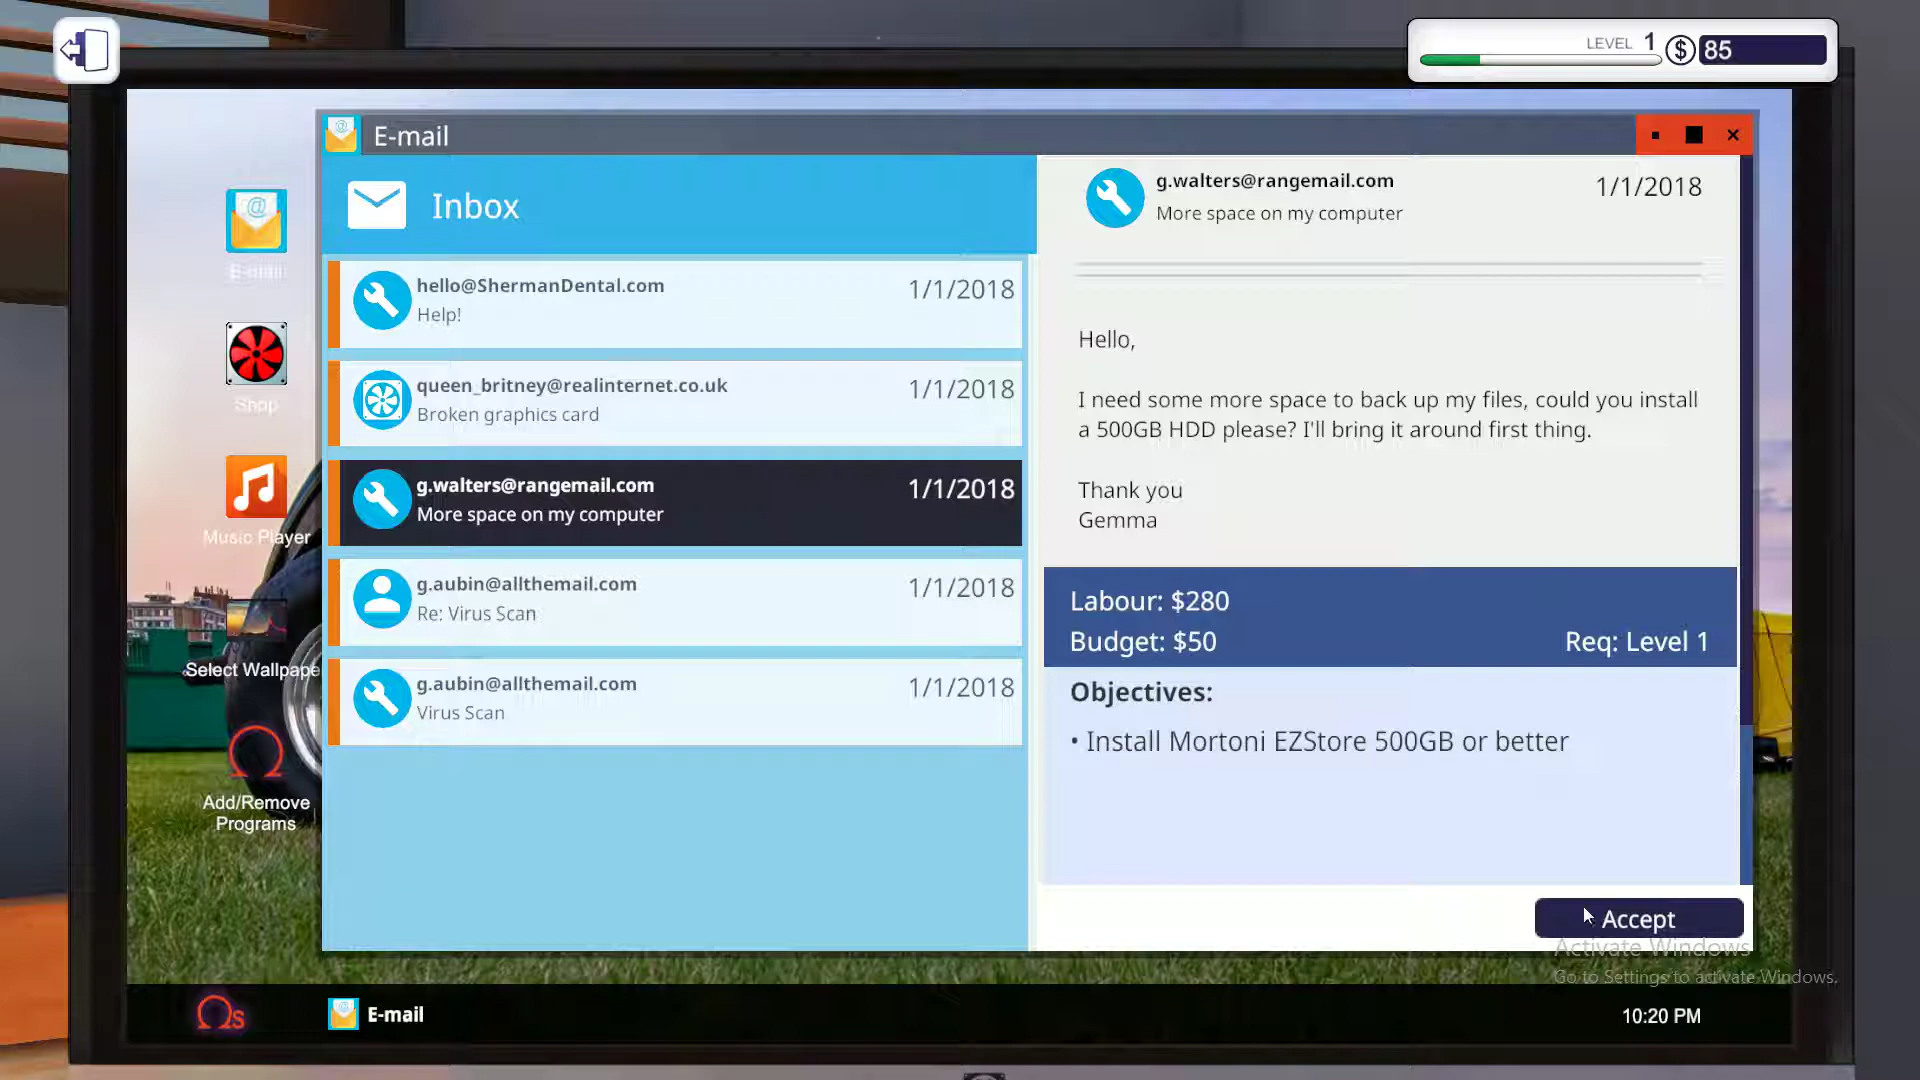 LEVEL 1 $ 85
E-mail
Inbox
hello@ShermanDental.com 1/1/2018
Help!
queen_britney@realinternet.co.uk 1/1/2018
Broken graphics card
g.walters@rangemail.com 1/1/2018
More space on my computer
g.aubin@allthemail.com 1/1/2018
Re: Virus Scan
g.aubin@allthemail.com 1/1/2018
Virus Scan
g.walters@rangemail.com 1/1/2018
More space on my computer
Hello,
I need some more space to back up my files, could you install
a 500GB HDD please? I'll bring it around first thing.
Thank you
Gemma
Labour: $280
Budget: $50 Req: Level 1
Objectives:
• Install Mortoni EZStore 500GB or better
Accept
E-mail
Shop
Music Player
Select Wallpape
Add/Remove
Programs
Activate Windows
Go to Settings to activate Windows.
Ωs E-mail 10:20 PM